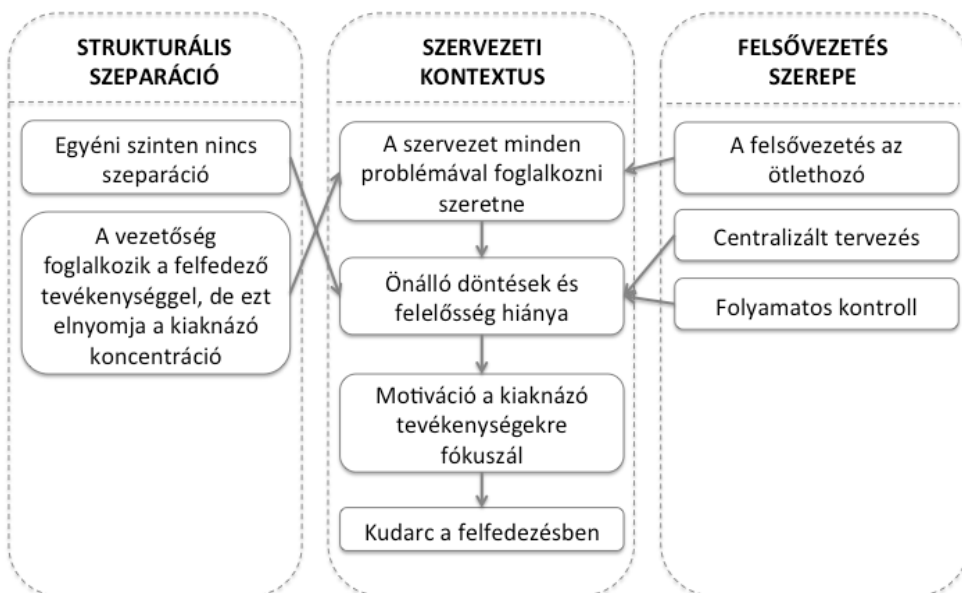 STRUKTURÁLIS
SZEPARÁCIÓ
Egyéni szinten nincs
szeparáció
A vezetőség
foglalkozik a felfedező
tevékenységgel, de ezt
elnyomja a kiaknázó
koncentráció
SZERVEZETI
KONTEXTUS
A szervezet minden
problémával foglalkozni
szeretne
Önálló döntések és
felelősség hiánya
Motiváció a kiaknázó
tevékenységekre
fókuszál
Kudarc a felfedezésben
FELSŐVEZETÉS
SZEREPE
A felsővezetés az
ötlethozó
Centralizált tervezés
Folyamatos kontroll